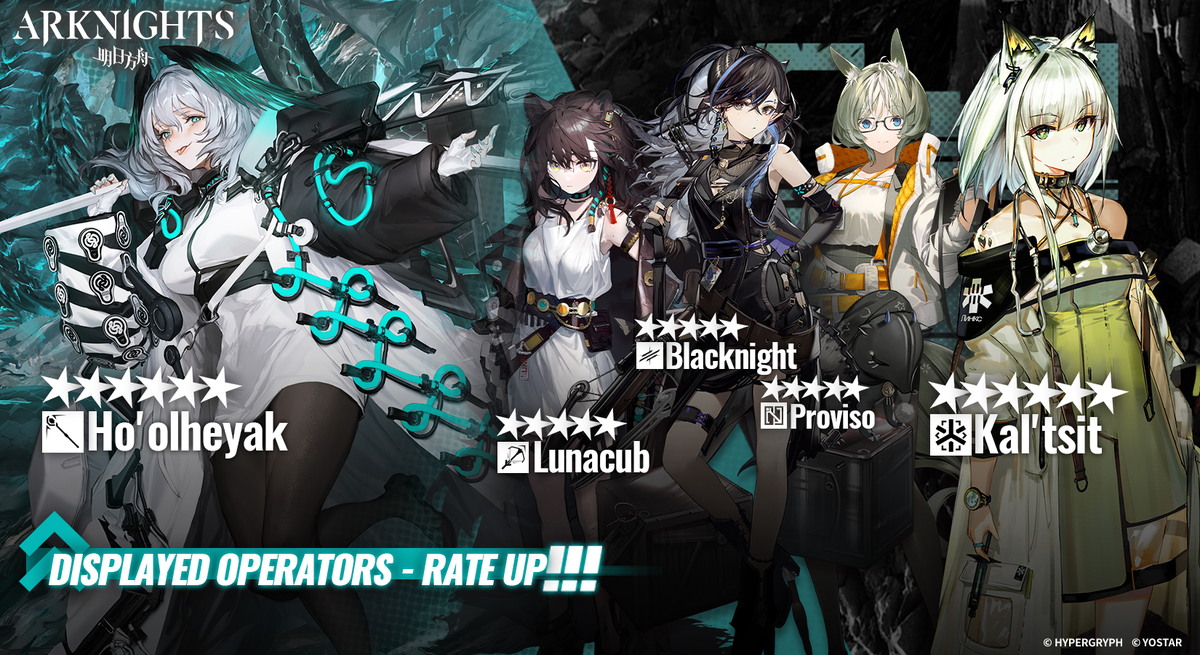 ARKNIGHTS
明日方舟
Ho'olheyak
Lunacub
Blacknight
Proviso
Kal'tsit
DISPLAYED OPERATORS - RATE UP!!!
© HYPERGRYPH © YOSTAR